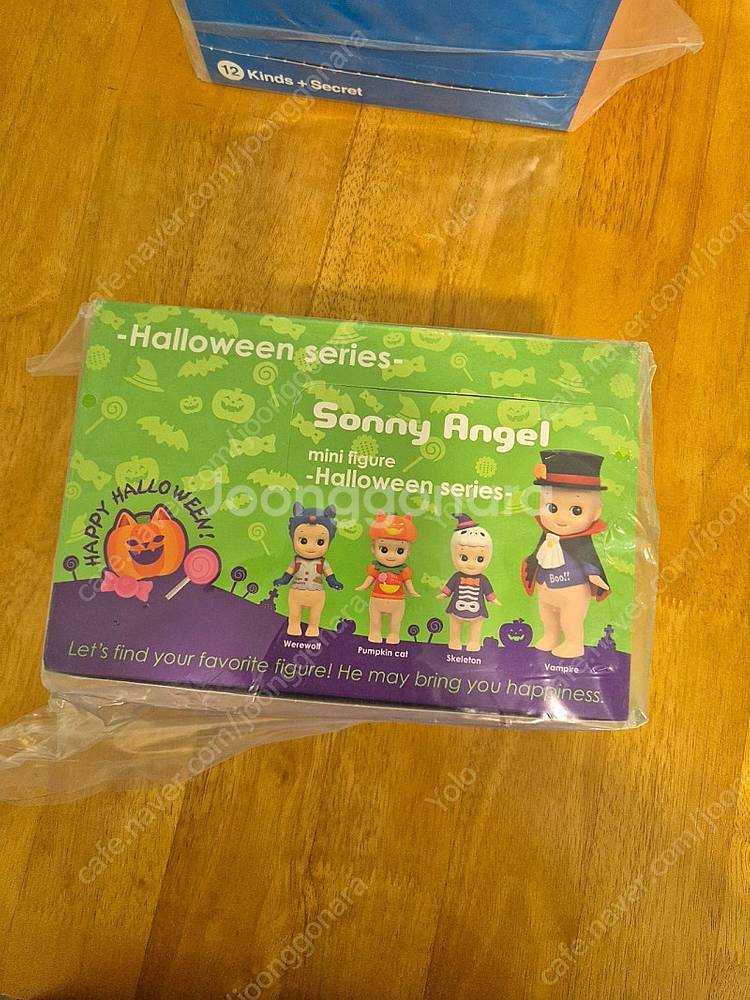 12 Kinds + Secret
-Halloween series-
Sonny Angel
mini figure
-Halloween series-
HAPPY HALLOWEEN!
Boo!!
Werewolf
Pumpkin cat
Skeleton
Vampire
Let's find your favorite figure! He may bring you happiness.
Joonggonara
cafe.naver.com/joonggonara
Yolo